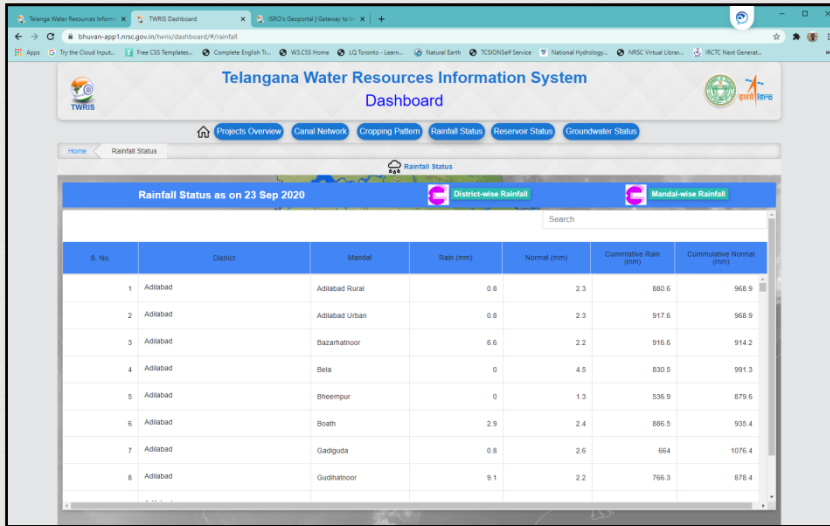 Telanga Water Resources Inform: x TWRIS Dashboard x ISRO's Geoportal | Gateway to In x +
bhuvan-app1.nrsc.gov.in/twris/dashboard/#/rainfall
Apps Try the Cloud Input... Free CSS Templates... Complete English Tr... WS:CSS Home LQ Toronto - Learn... Natural Earth TCSIONSelf Service National Hydrology... NRSC Virtual Librar... IRCTC Next Generat...
Telangana Water Resources Information System
TWRIS
Dashboard
इसरो isro
Projects Overview Canal Network Cropping Pattern Rainfall Status Reservoir Status Groundwater Status
Home Rainfall Status
Rainfall Status
Rainfall Status as on 23 Sep 2020 District-wise Rainfall Mandal-wise Rainfall
Search
S. No. District Mandal Rain (mm) Normal (mm) Cummlative Rain (mm) Cummulative Normal (mm)
1 Adilabad Adilabad Rural 0.8 2.3 880.6 968.9
2 Adilabad Adilabad Urban 0.8 2.3 917.6 968.9
3 Adilabad Bazarhatnoor 6.6 2.2 916.6 914.2
4 Adilabad Bela 0 4.5 830.5 991.3
5 Adilabad Bheempur 0 1.3 536.9 879.6
6 Adilabad Boath 2.9 2.4 886.5 935.4
7 Adilabad Gadiguda 0.8 2.6 664 1076.4
8 Adilabad Gudihatnoor 9.1 2.2 766.3 878.4